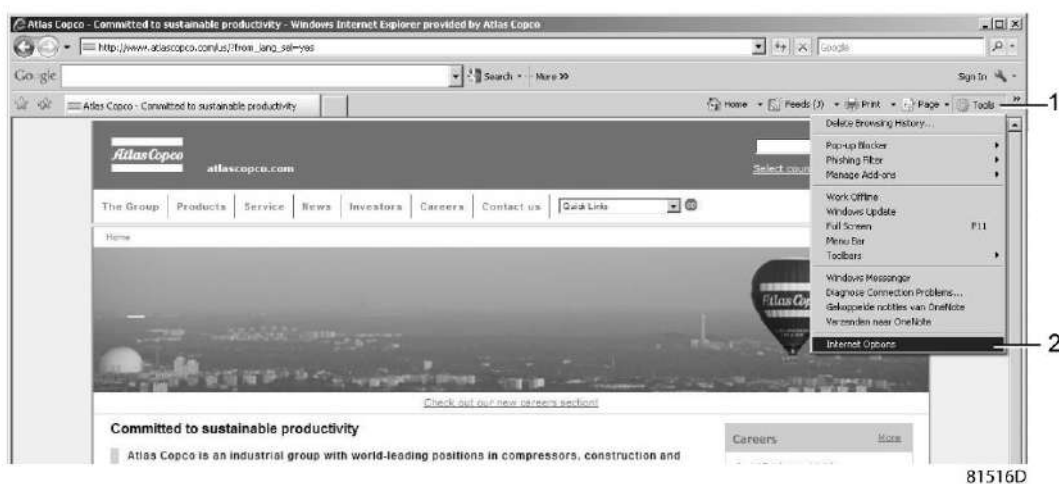 Atlas Copco - Committed to sustainable productivity - Windows Internet Explorer provided by Atlas Copco
http://www.atlascopco.com/us/?from_lang_sel=yes
Google
Google
Search
More »
Sign In
Atlas Copco - Committed to sustainable productivity
Home
Feeds (J)
Print
Page
Tools
1
Delete Browsing History...
Pop-up Blocker
Phishing Filter
Manage Add-ons
Work Offline
Windows Update
Full Screen F11
Menu Bar
Toolbars
Windows Messenger
Diagnose Connection Problems...
Gekoppelde notities van OneNote
Verzenden naar OneNote
Internet Options
2
Atlas Copco
atlascopco.com
Select coun
The Group
Products
Service
News
Investors
Careers
Contact us
Quick Links
Home
Atlas Cop
Check out our new careers section!
Committed to sustainable productivity
Atlas Copco is an industrial group with world-leading positions in compressors, construction and
Careers
More
81516D